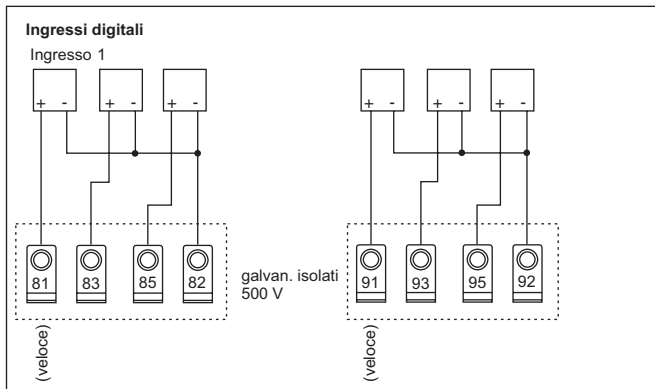 Ingressi digitali
Ingresso 1
+ - + - + - + - + - + -
81 83 85 82 galvan. isolati 500 V 91 93 95 92
(veloce) (veloce)